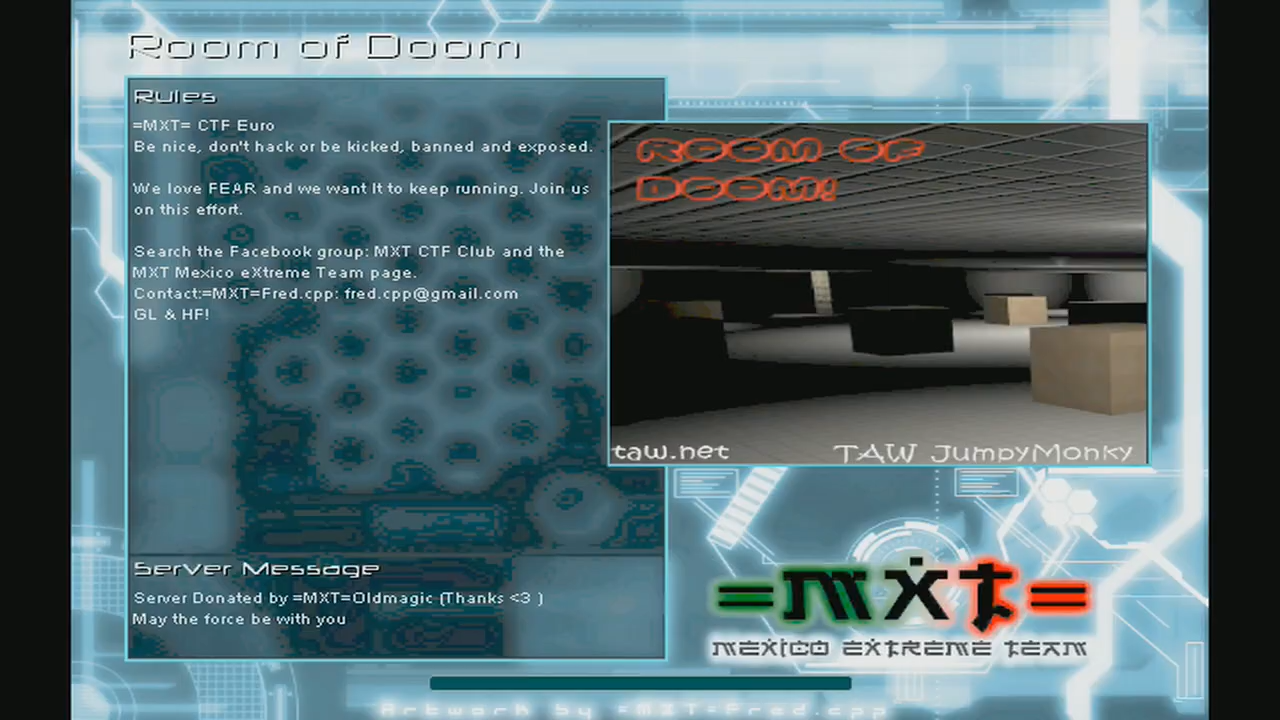 Room of Doom
Rules
=MXT= CTF Euro
Be nice, don't hack or be kicked, banned and exposed.
We love FEAR and we want It to keep running. Join us
on this effort.
Search the Facebook group: MXT CTF Club and the
MXT Mexico eXtreme Team page.
Contact:=MXT=Fred.cpp: fred.cpp@gmail.com
GL & HF!
ROOM OF
DOOM!
taw.net
TAW JumpyMonky
Server Message
Server Donated by =MXT=Oldmagic (Thanks <3 )
May the force be with you
=MXT=
MEXICO EXTREME TEAM
Artwork by =MXT=Fred.cpp